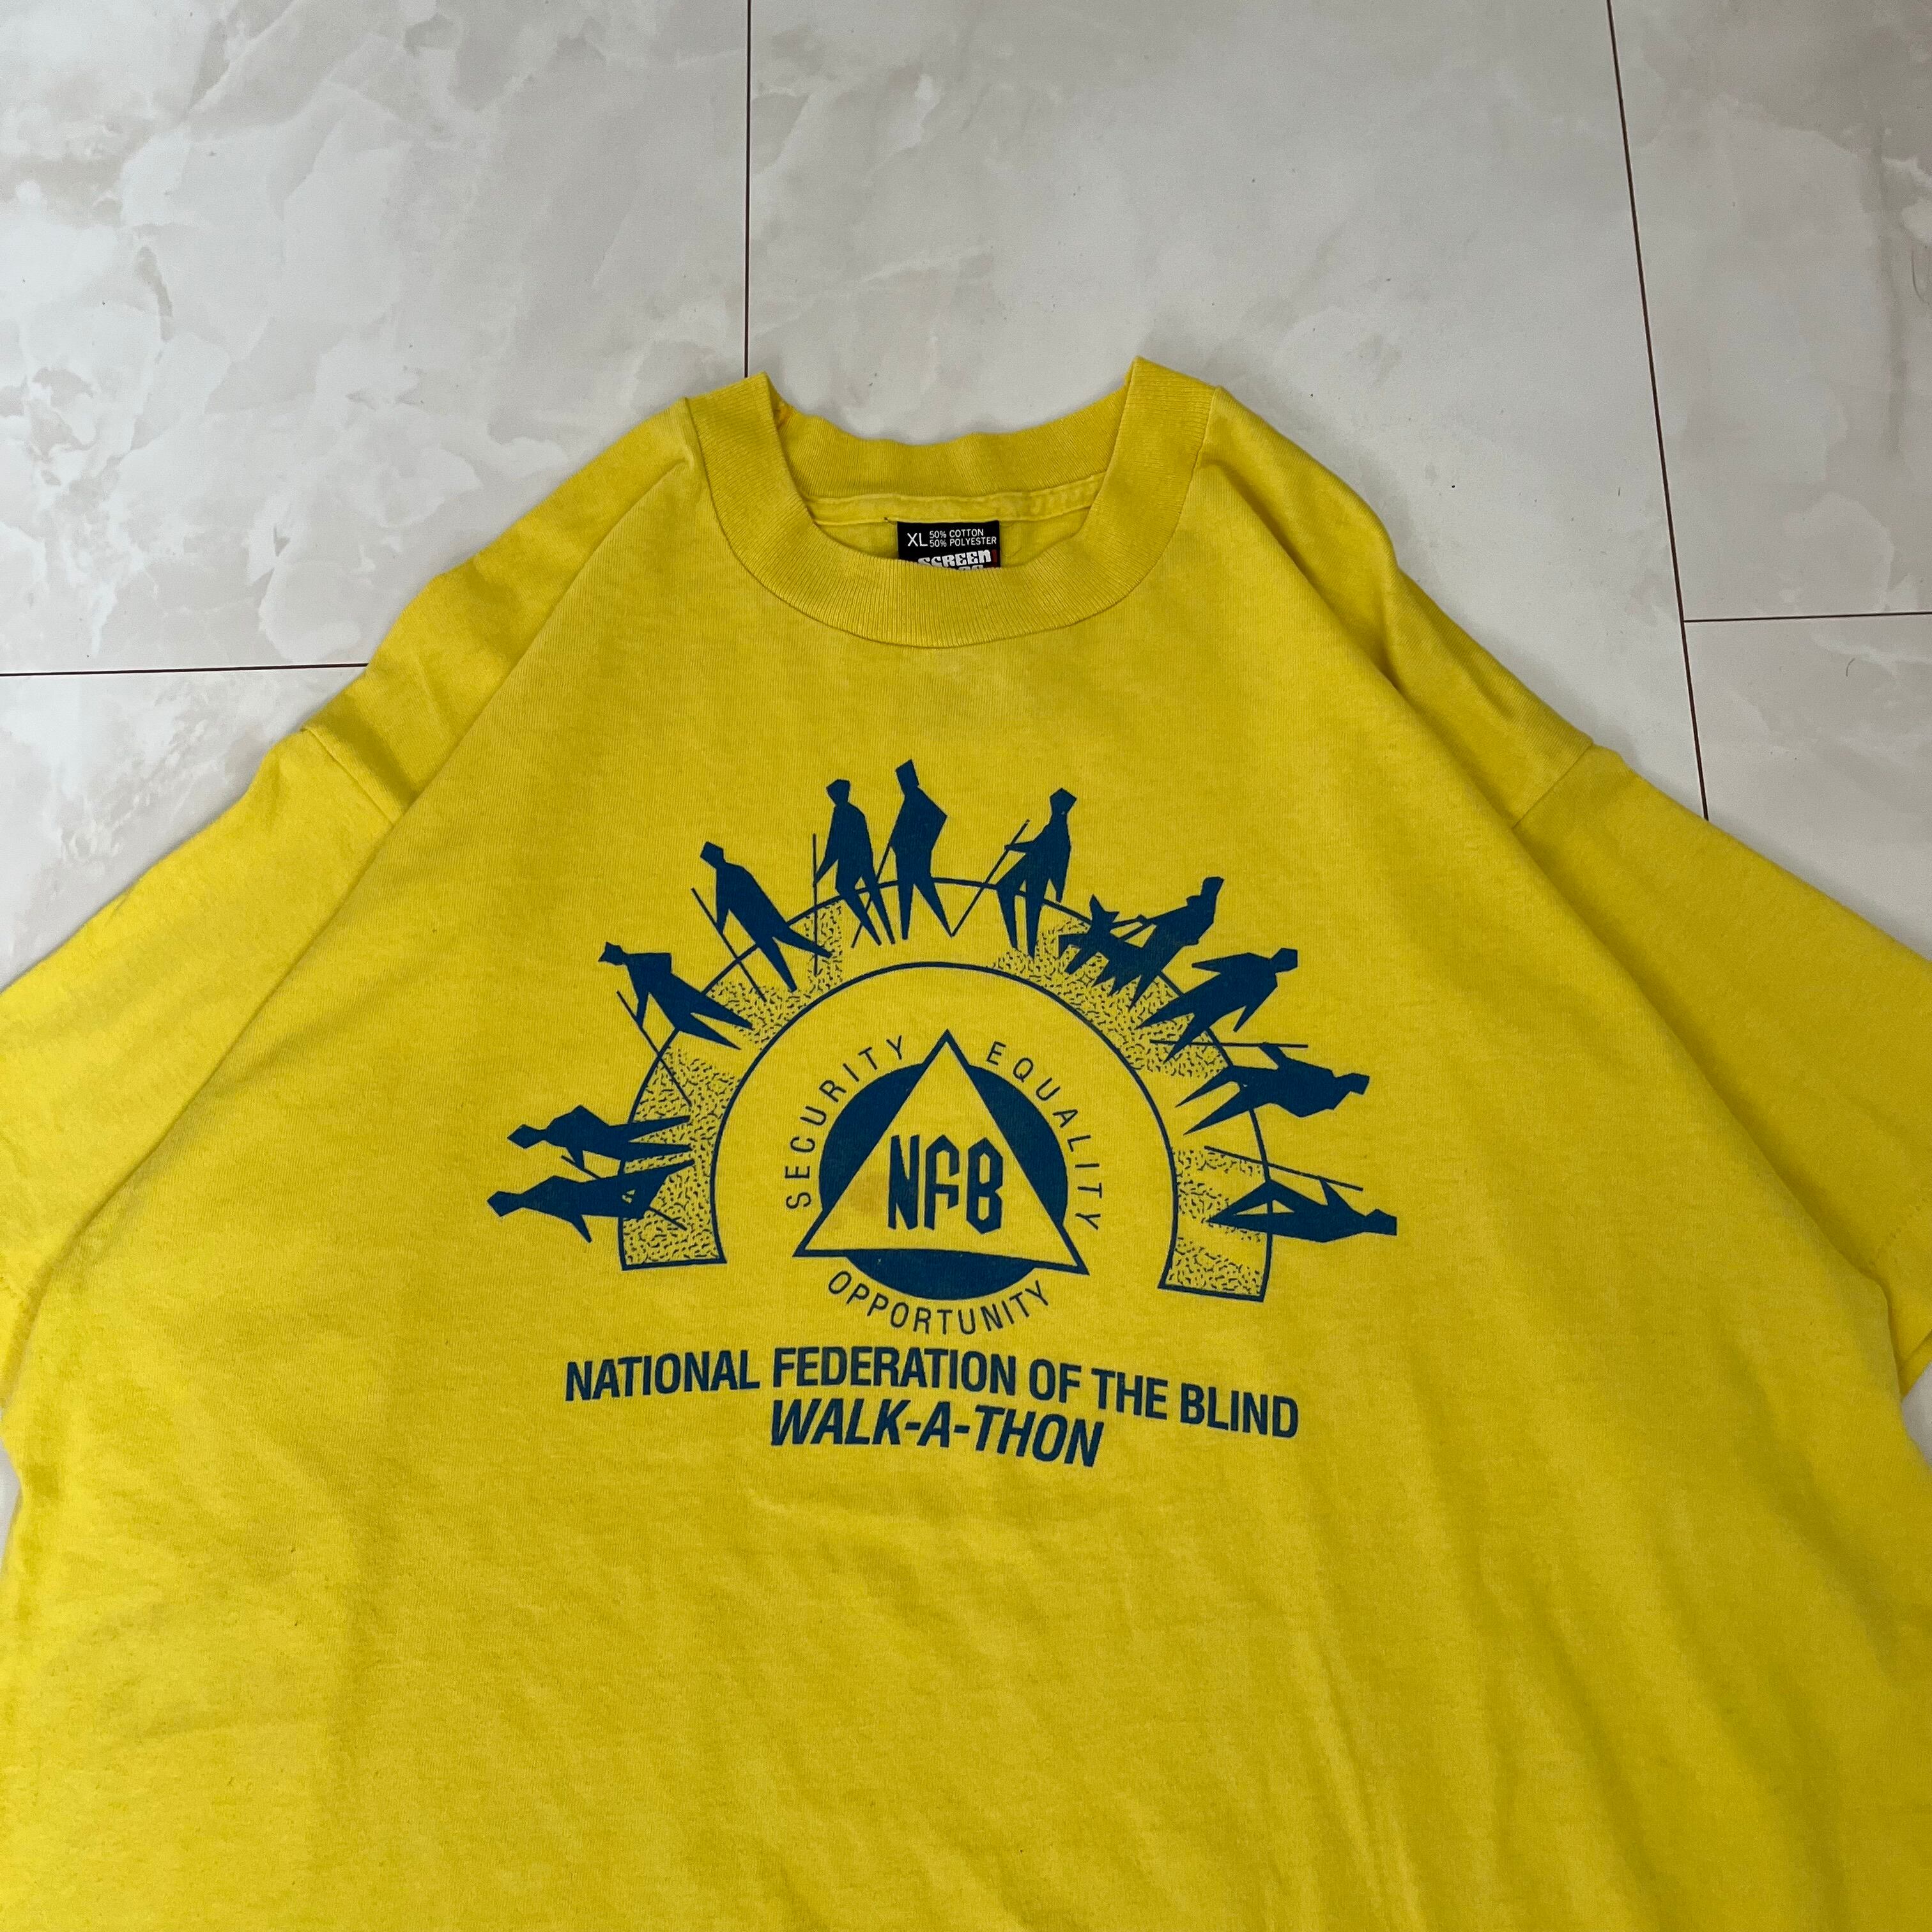 XL 50% COTTON
50% POLYESTER
SCREEN
SECURITY
EQUALITY
NFB
OPPORTUNITY
NATIONAL FEDERATION OF THE BLIND
WALK-A-THON